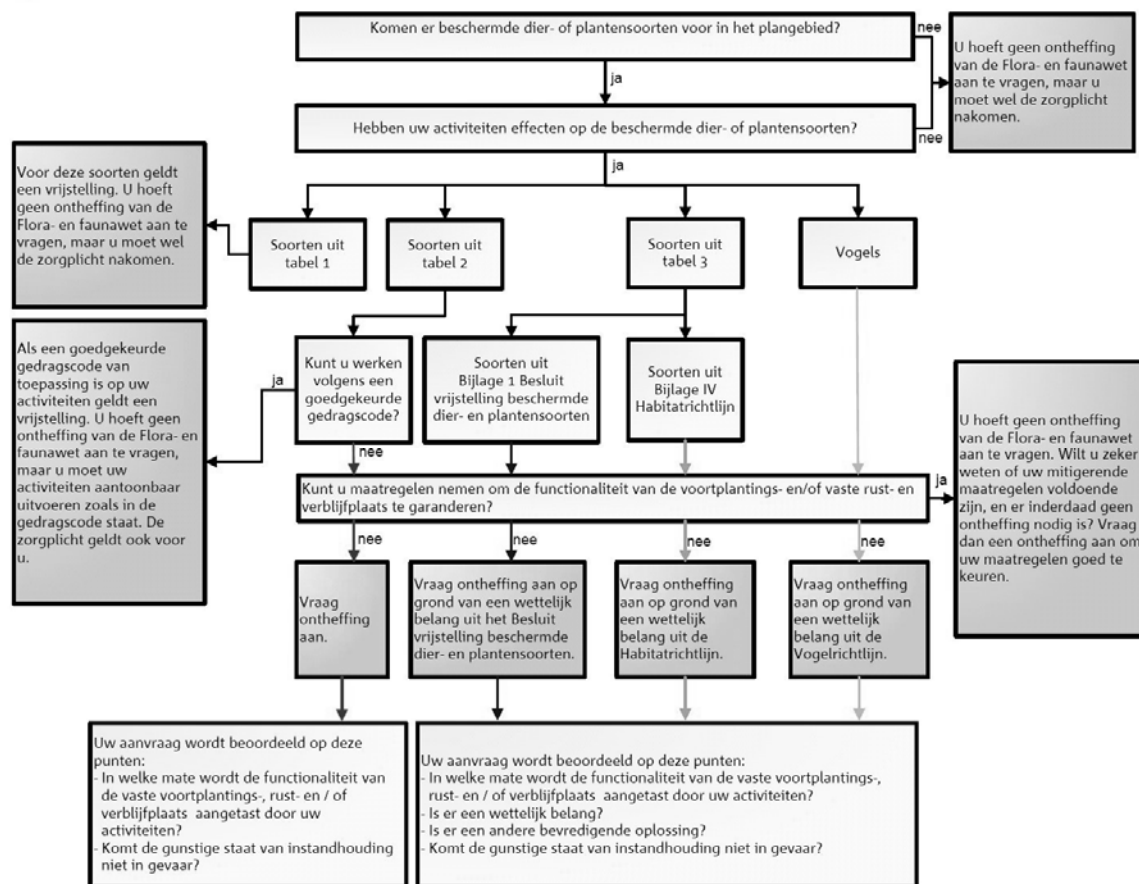 Komen er beschermde dier- of plantensoorten voor in het plangebied?
nee
U hoeft geen ontheffing
van de Flora- en faunawet
aan te vragen, maar u
moet wel de zorgplicht
nakomen.
ja
Hebben uw activiteiten effecten op de beschermde dier- of plantensoorten?
nee
ja
Voor deze soorten geldt
een vrijstelling. U hoeft
geen ontheffing van de
Flora- en faunawet aan te
vragen, maar u moet wel
de zorgplicht nakomen.
Soorten uit
tabel 1
Soorten uit
tabel 2
Soorten uit
tabel 3
Vogels
Als een goedgekeurde
gedragscode van
toepassing is op uw
activiteiten geldt een
vrijstelling. U hoeft geen
ontheffing van de Flora- en
faunawet aan te vragen,
maar u moet uw
activiteiten aantoonbaar
uitvoeren zoals in de
gedragscode staat. De
zorgplicht geldt ook voor
u.
ja
Kunt u werken
volgens een
goedgekeurde
gedragscode?
Soorten uit
Bijlage 1 Besluit
vrijstelling beschermde
dier- en plantensoorten
Soorten uit
Bijlage IV
Habitatrichtlijn
nee
Kunt u maatregelen nemen om de functionaliteit van de voortplantings- en/of vaste rust- en
verblijfplaats te garanderen?
ja
U hoeft geen ontheffing
van de Flora- en faunawet
aan te vragen. Wilt u zeker
weten of uw mitigerende
maatregelen voldoende
zijn, en er inderdaad geen
ontheffing nodig is? Vraag
dan een ontheffing aan om
uw maatregelen goed te
keuren.
nee
nee
nee
nee
Vraag
ontheffing
aan.
Vraag ontheffing aan op
grond van een wettelijk
belang uit het Besluit
vrijstelling beschermde
dier- en plantensoorten.
Vraag ontheffing
aan op grond van
een wettelijk
belang uit de
Habitatrichtlijn.
Vraag ontheffing
aan op grond van
een wettelijk
belang uit de
Vogelrichtlijn.
Uw aanvraag wordt beoordeeld op deze
punten:
- In welke mate wordt de functionaliteit van
de vaste voortplantings-, rust- en / of
verblijfplaats aangetast door uw
activiteiten?
- Komt de gunstige staat van instandhouding
niet in gevaar?
Uw aanvraag wordt beoordeeld op deze punten:
- In welke mate wordt de functionaliteit van de vaste voortplantings-,
rust- en / of verblijfplaats aangetast door uw activiteiten?
- Is er een wettelijk belang?
- Is er een andere bevredigende oplossing?
- Komt de gunstige staat van instandhouding niet in gevaar?